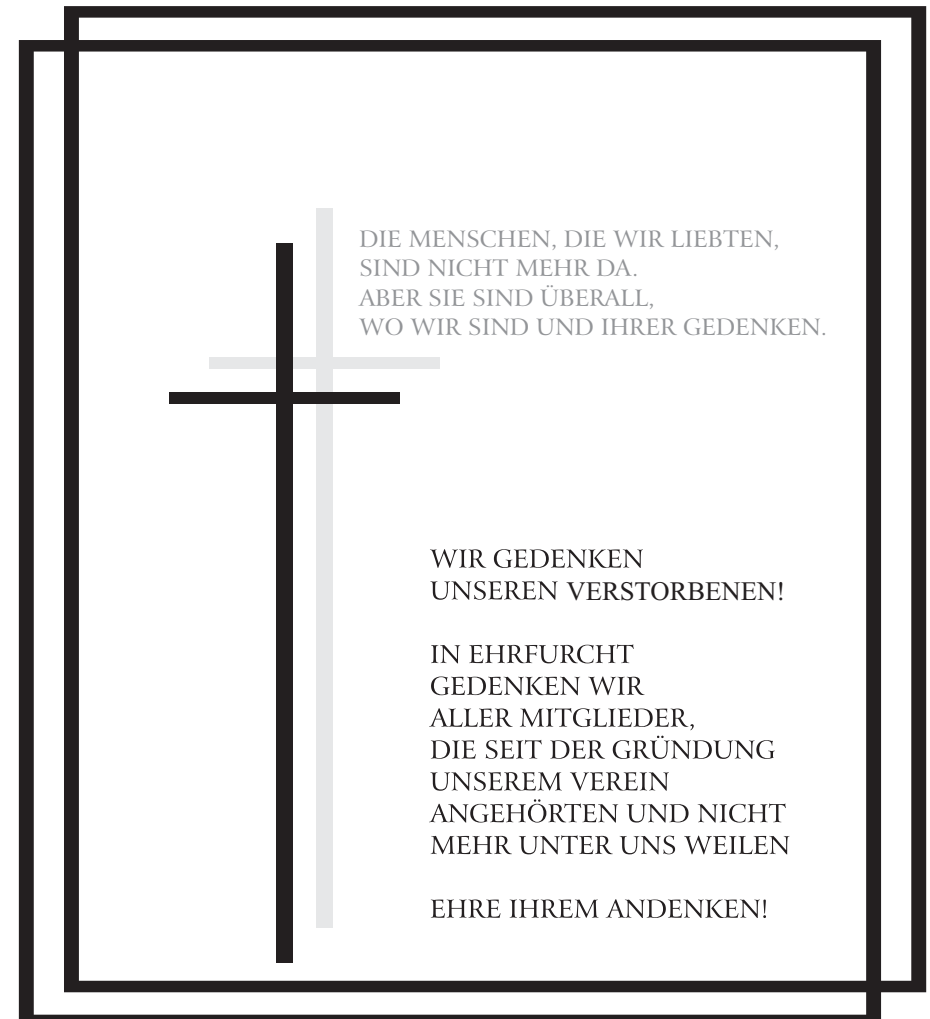 DIE MENSCHEN, DIE WIR LIEBTEN,
SIND NICHT MEHR DA.
ABER SIE SIND ÜBERALL,
WO WIR SIND UND IHRER GEDENKEN.
WIR GEDENKEN
UNSEREN VERSTORBENEN!
IN EHRFURCHT
GEDENKEN WIR
ALLER MITGLIEDER,
DIE SEIT DER GRÜNDUNG
UNSEREM VEREIN
ANGEHÖRTEN UND NICHT
MEHR UNTER UNS WEILEN
EHRE IHREM ANDENKEN!